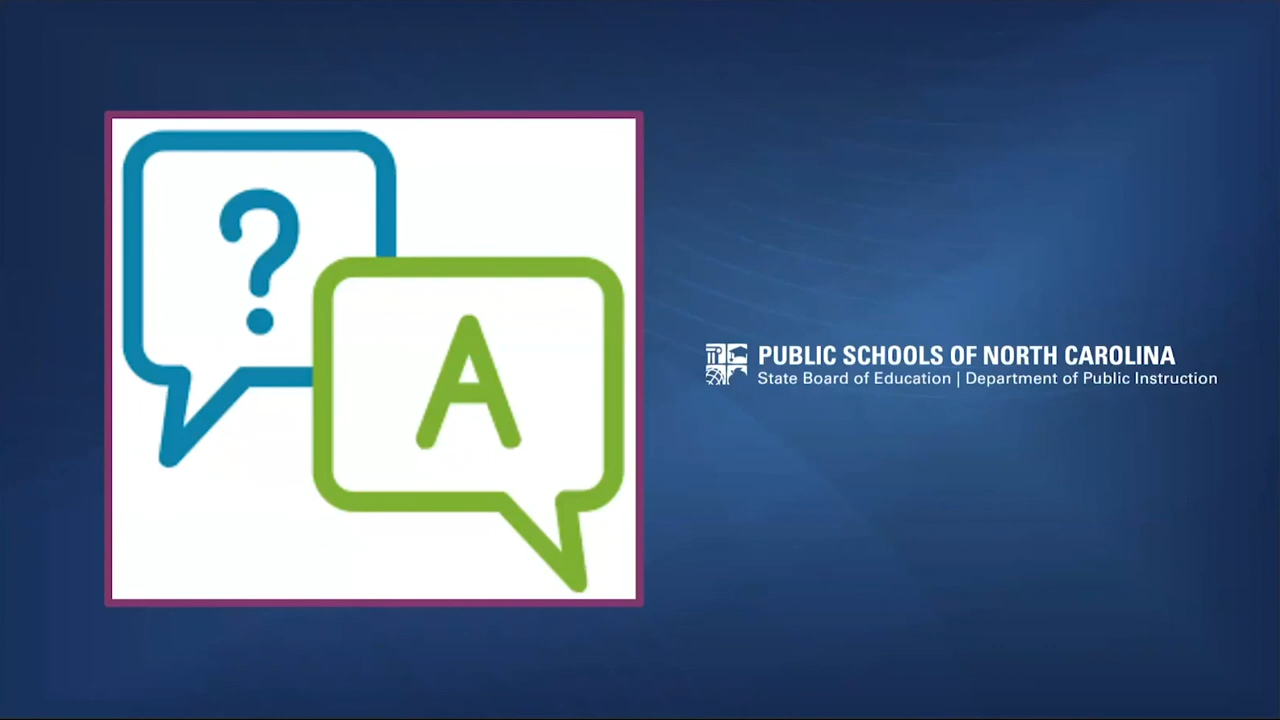 ?
A
PUBLIC SCHOOLS OF NORTH CAROLINA
State Board of Education | Department of Public Instruction